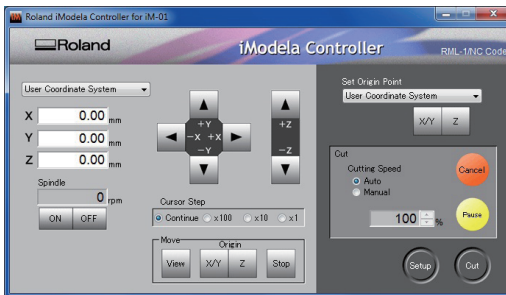 Roland iModela Controller for iM-01
Roland
iModela Controller
RML-1/NC Code
User Coordinate System
X 0.00 mm
Y 0.00 mm
Z 0.00 mm
Spindle
0 rpm
ON OFF
+Y
-X +X
-Y
+Z
-Z
Cursor Step
Continue x100 x10 x1
Move
Origin
View X/Y Z Stop
Set Origin Point
User Coordinate System
X/Y Z
Cut
Cutting Speed
Auto
Manual
100 %
Cancel
Pause
Setup Cut